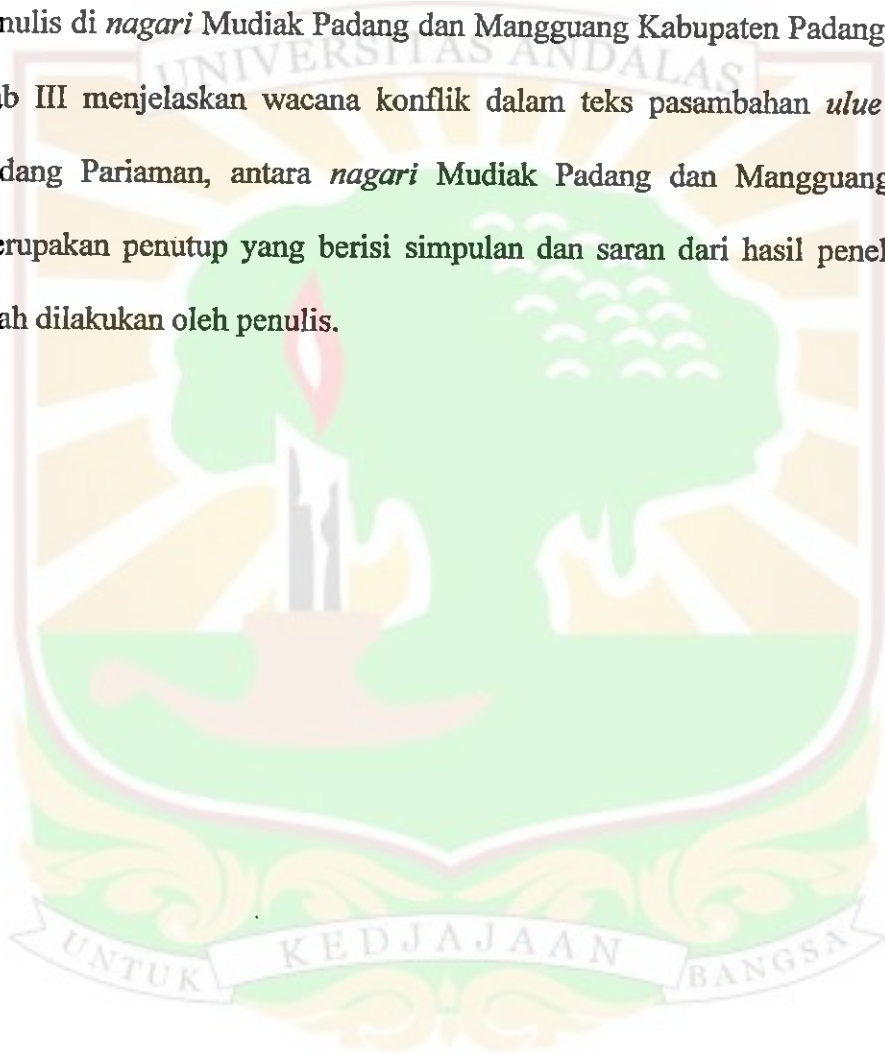 nulis di nagari Mudiak Padang dan Mangguang Kabupaten Padang
UNIVERSITAS ANDALAS
ab III menjelaskan wacana konflik dalam teks pasambahan ulue
dang Pariaman, antara nagari Mudiak Padang dan Mangguang
erupakan penutup yang berisi simpulan dan saran dari hasil penel
ah dilakukan oleh penulis.
UNTUK KEDJAJAAN BANGSA